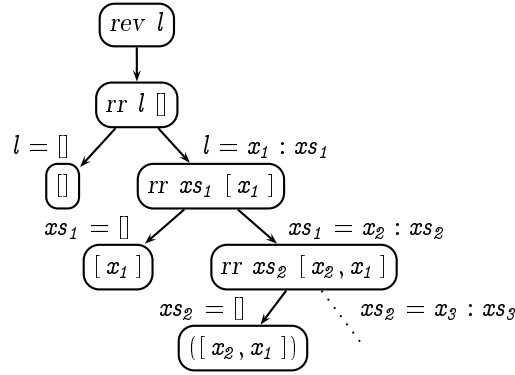 rev l
rr l []
l = []
l = x₁ : xs₁
[]
rr xs₁ [ x₁ ]
xs₁ = []
xs₁ = x₂ : xs₂
[ x₁ ]
rr xs₂ [ x₂ , x₁ ]
xs₂ = []
xs₂ = x₃ : xs₃
([ x₂ , x₁ ])